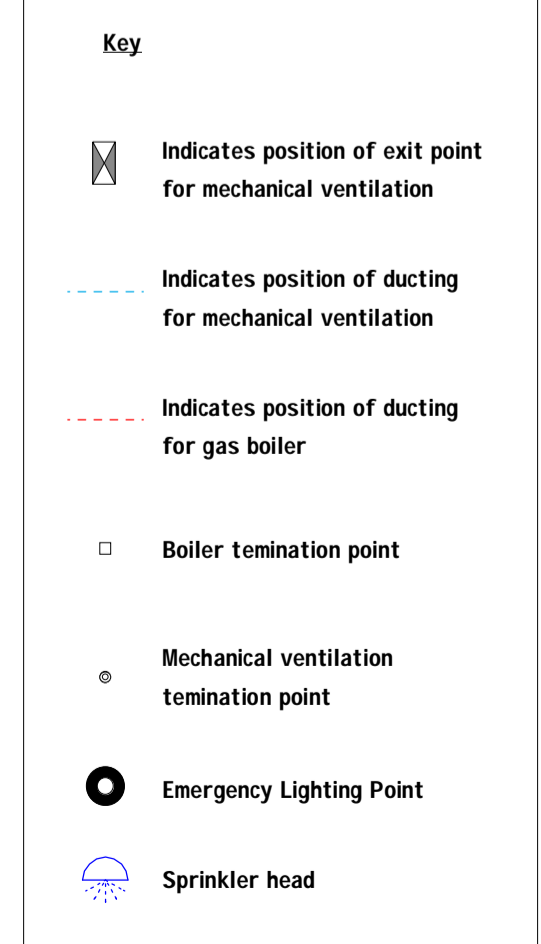 Key
Indicates position of exit point
for mechanical ventilation
Indicates position of ducting
for mechanical ventilation
Indicates position of ducting
for gas boiler
Boiler temination point
Mechanical ventilation
temination point
Emergency Lighting Point
Sprinkler head